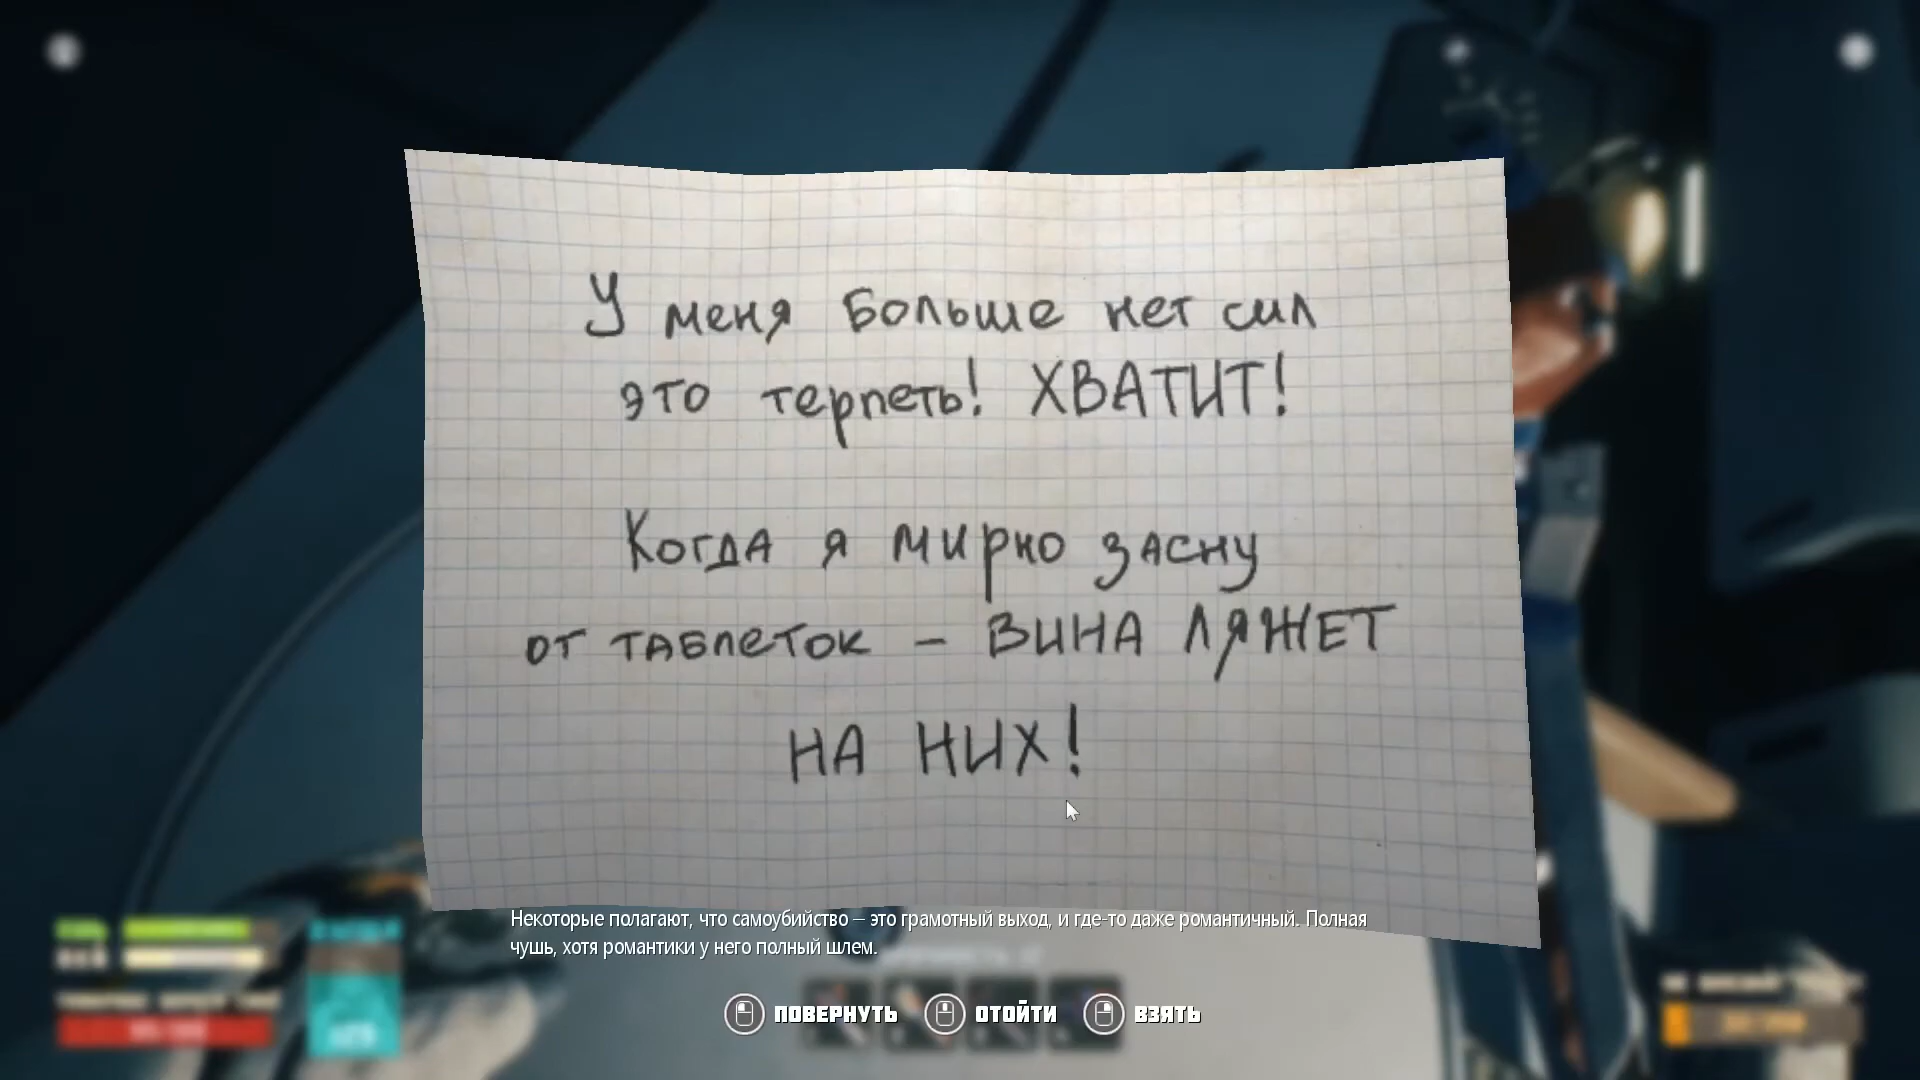 У меня больше нет сил
это терпеть! ХВАТИТ!
Когда я мирно засну
от таблеток – ВИНА ЛЯЖЕТ
НА НИХ!
Некоторые полагают, что самоубийство – это грамотный выход, и где-то даже романтичный. Полная
чушь, хотя романтики у него полный шлем.
ПОВЕРНУТЬ ОТОЙТИ ВЗЯТЬ